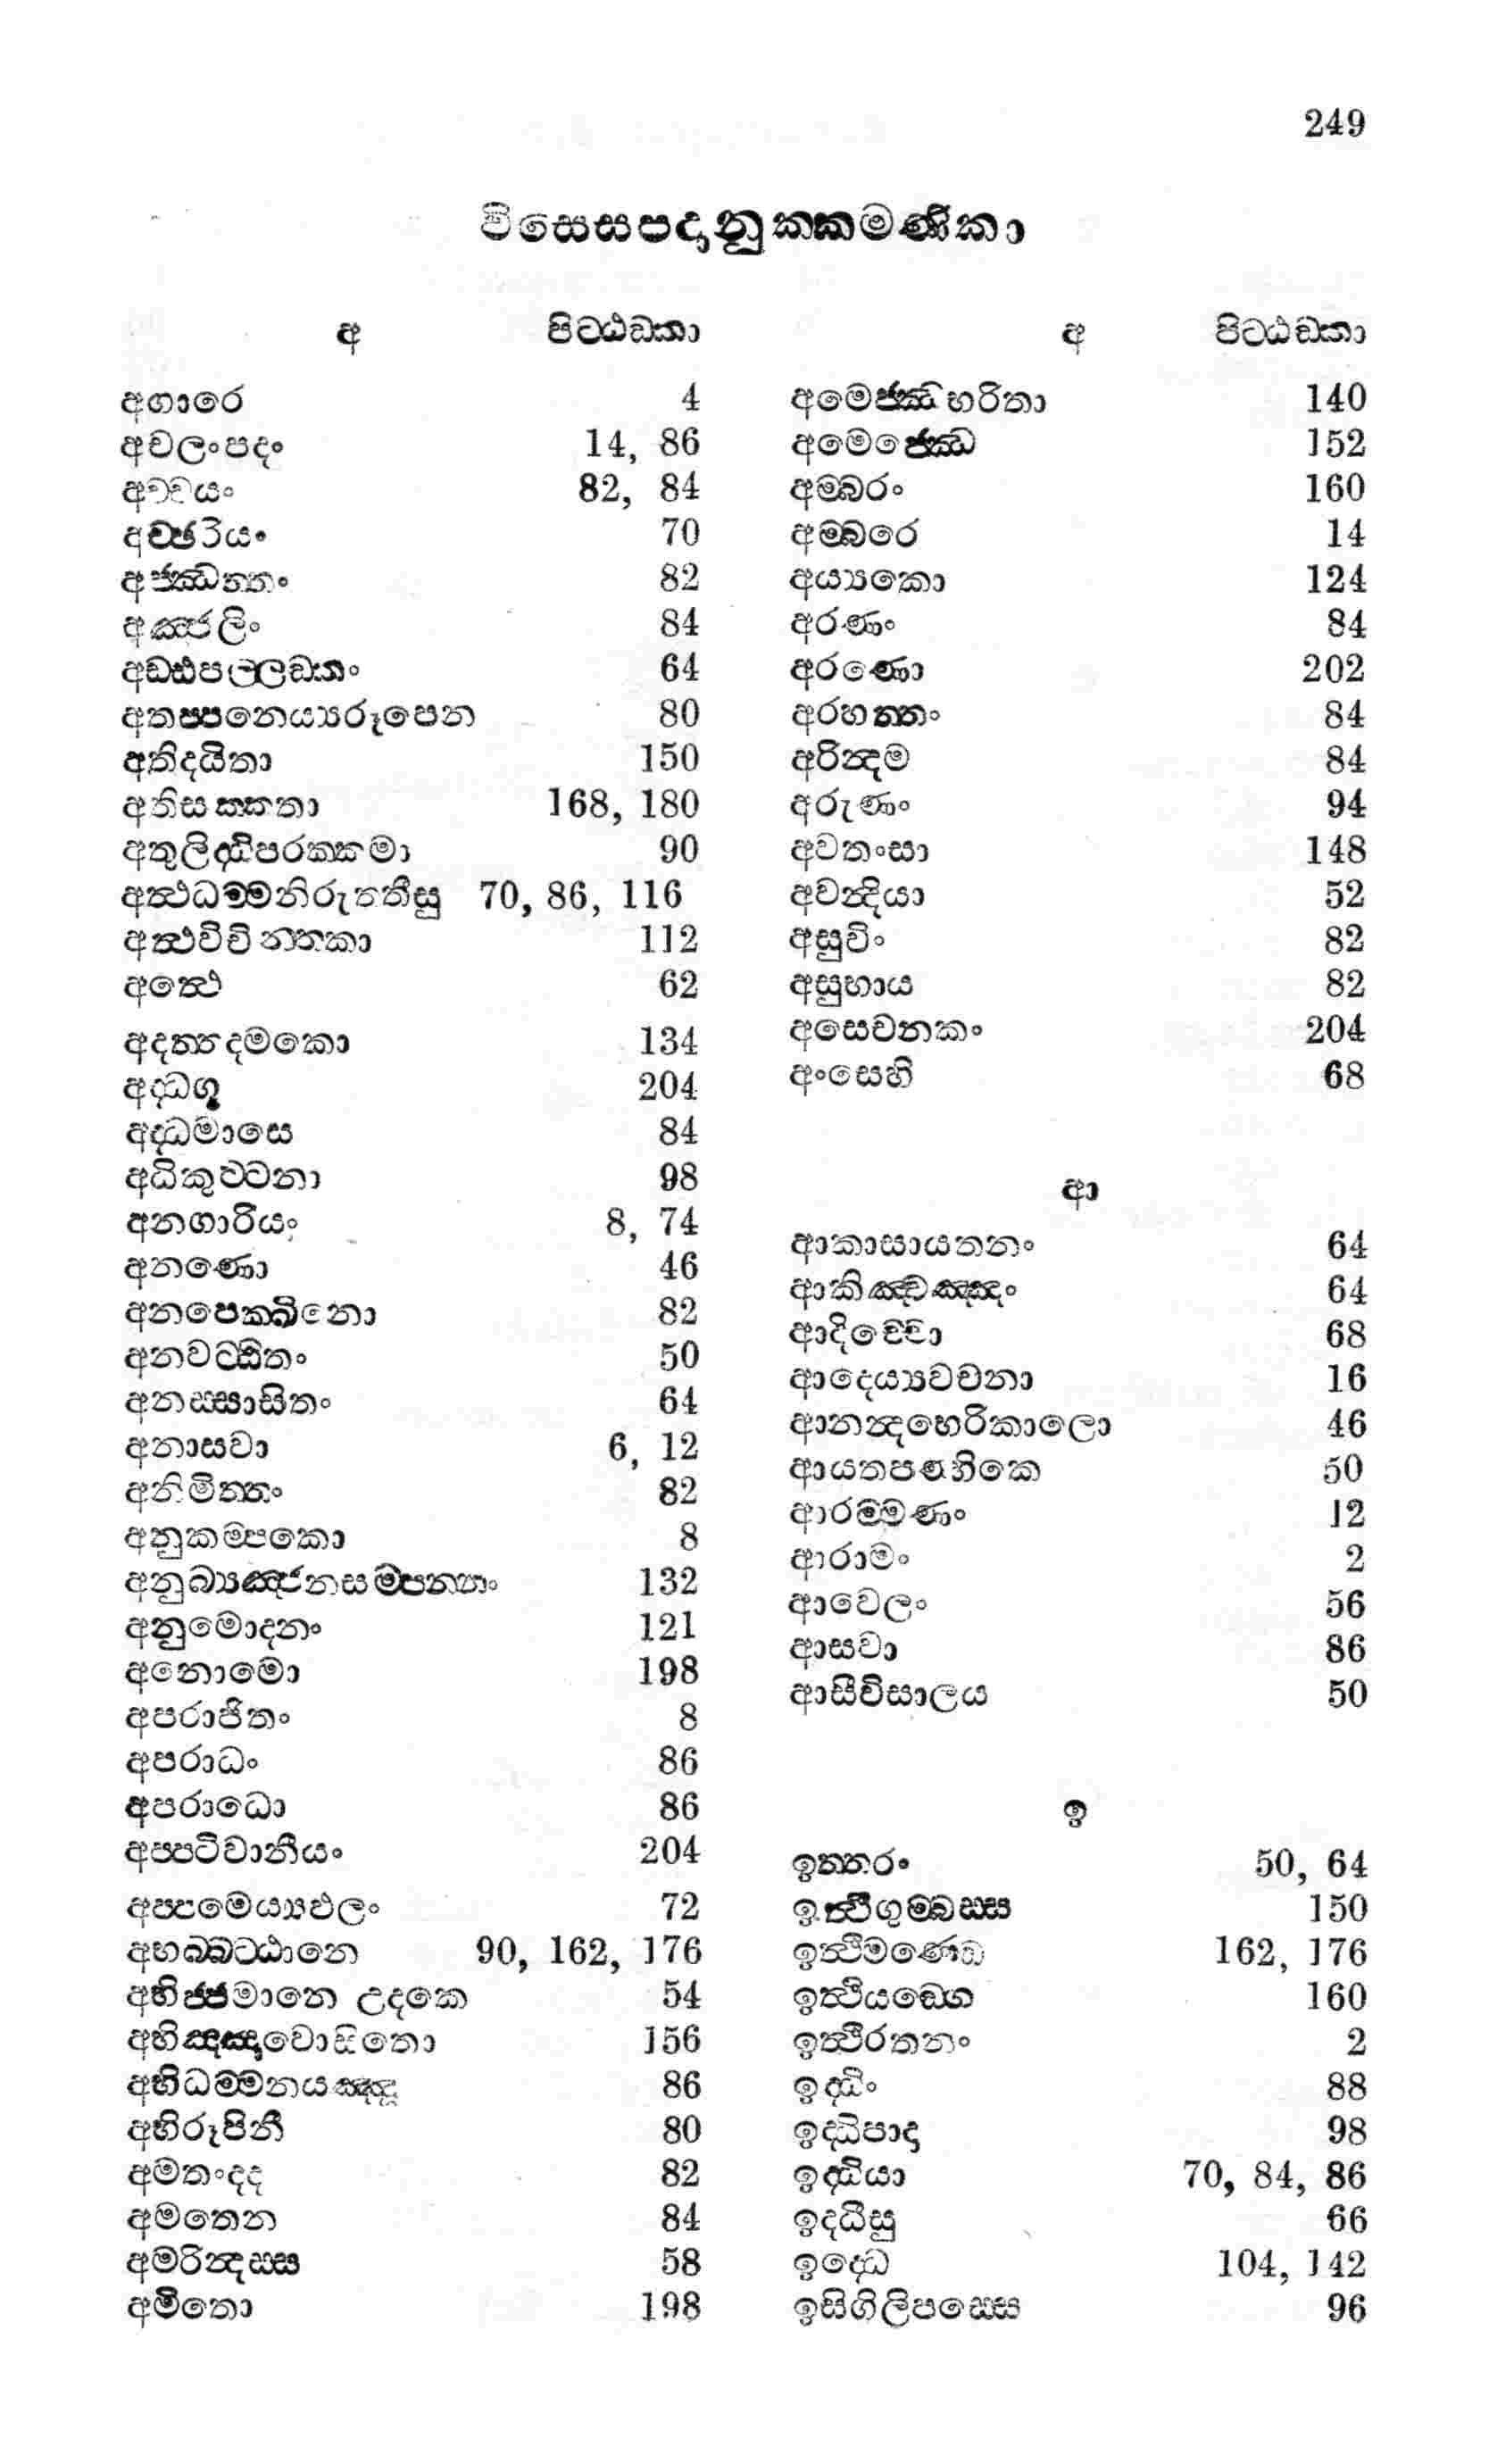 249
විසෙසපදානුක්කමණිකා
අ පිට්ඨඞ්කා
අගාරෙ 4
අචලංපදං 14, 86
අච්චයං 82, 84
අච්ඡරියං 70
අජ්ඣත්තං 82
අඤ්ජලිං 84
අඩ්ඪපල්ලඞ්කං 64
අතප්පනෙය්‍යරූපෙන 80
අතිදයිතා 150
අතිසක්කතා 168, 180
අතුලිද්ධිපරක්කමා 90
අත්ථධම්මනිරුත්තීසු 70, 86, 116
අත්ථවිචින්තකා 112
අත්ථෙ 62
අදන්තදමකො 134
අද්ධගූ 204
අද්ධමාසෙ 84
අධිකුට්ටනා 98
අනගාරියං 8, 74
අනණො 46
අනපෙක්ඛිනො 82
අනවට්ඨිතං 50
අනස්සාසිතං 64
අනාසවා 6, 12
අනිමිත්තං 82
අනුකම්පකො 8
අනුබ්‍යඤ්ජනසම්පන්නං 132
අනුමොදනං 121
අනොමො 198
අපරාජිතං 8
අපරාධං 86
අපරාධො 86
අප්පටිවානීයං 204
අප්පමෙය්‍යඵලං 72
අභබ්බට්ඨානෙ 90, 162, 176
අභිජ්ජමානෙ උදකෙ 54
අභිඤ්ඤාවොසිතො 156
අභිධම්මනයඤ්ඤූ 86
අභිරූපිනී 80
අමතංදද 82
අමතෙන 84
අමරින්දස්ස 58
අමිතො 198
අ පිට්ඨඞ්කා
අමෙජ්ඣභරිතා 140
අමෙජ්ඣෙ 152
අම්බරං 160
අම්බරෙ 14
අය්‍යකො 124
අරණං 84
අරණො 202
අරහත්තං 84
අරින්දම 84
අරුණං 94
අවතංසා 148
අවන්දියා 52
අසුචිං 82
අසුභාය 82
අසෙචනකං 204
අංසෙහි 68
ආ
ආකාසායතනං 64
ආකිඤ්චඤ්ඤං 64
ආදිච්චො 68
ආදෙය්‍යවචනා 16
ආනන්දභෙරිකාලො 46
ආයතපණ්හිකෙ 50
ආරම්මණං 12
ආරාමං 2
ආවෙලං 56
ආසවා 86
ආසීවිසාලය 50
ඉ
ඉත්තරං 50, 64
ඉත්ථිගුම්බස්ස 150
ඉත්ථිමණ්ඩෙ 162, 176
ඉත්ථියඞ්ගෙ 160
ඉත්ථිරතනං 2
ඉද්ධිං 88
ඉද්ධිපාදා 98
ඉද්ධියා 70, 84, 86
ඉද්ධීසු 66
ඉද්ධෙ 104, 142
ඉසිගිලිපස්සෙ 96